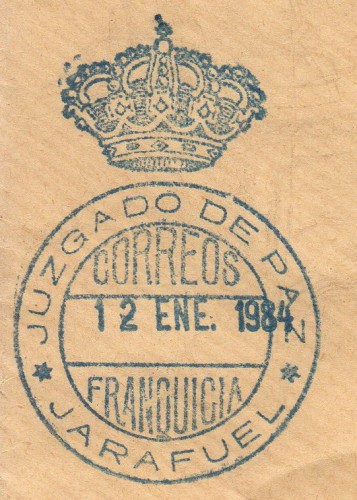 JUZGADO DE PAZ
CORREOS
12 ENE. 1984
FRANQUICIA
* JARAFUEL *